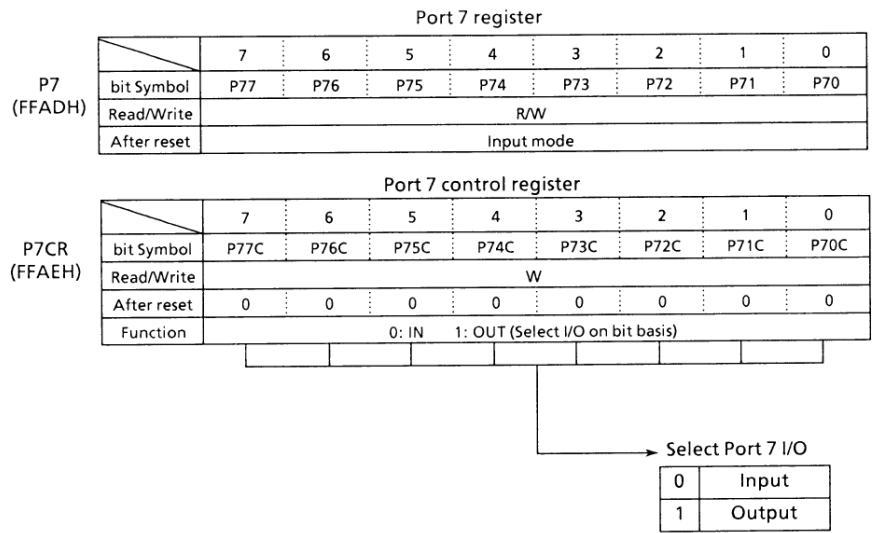 Port 7 register
7 6 5 4 3 2 1 0
P7 (FFADH)
bit Symbol P77 P76 P75 P74 P73 P72 P71 P70
Read/Write R/W
After reset Input mode
Port 7 control register
7 6 5 4 3 2 1 0
P7CR (FFAEH)
bit Symbol P77C P76C P75C P74C P73C P72C P71C P70C
Read/Write W
After reset 0 0 0 0 0 0 0 0
Function 0: IN 1: OUT (Select I/O on bit basis)
Select Port 7 I/O
0 Input
1 Output